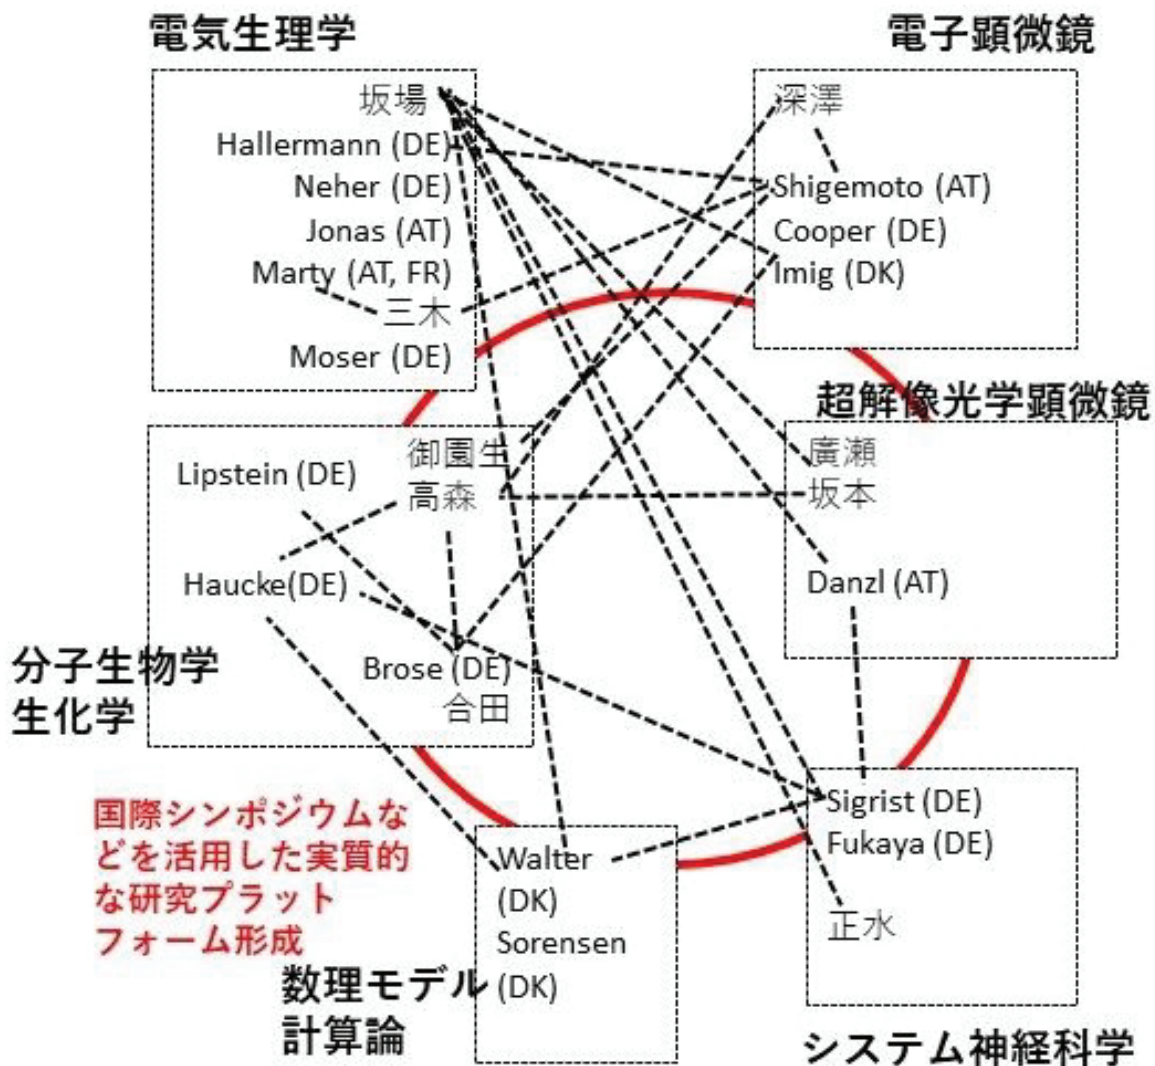 電気生理学
坂場
Hallermann (DE)
Neher (DE)
Jonas (AT)
Marty (AT, FR)
三木
Moser (DE)
電子顕微鏡
深澤
Shigemoto (AT)
Cooper (DE)
Imig (DK)
超解像光学顕微鏡
廣瀬
坂本
Danzl (AT)
分子生物学
生化学
Lipstein (DE)
御園生
高森
Haucke(DE)
Brose (DE)
合田
国際シンポジウムな
どを活用した実質的
な研究プラット
フォーム形成
数理モデル
計算論
Walter
(DK)
Sorensen
(DK)
Sigrist (DE)
Fukaya (DE)
正水
システム神経科学